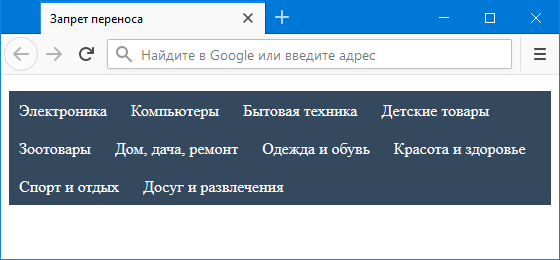 Запрет переноса
Найдите в Google или введите адрес
Электроника Компьютеры Бытовая техника Детские товары
Зоотовары Дом, дача, ремонт Одежда и обувь Красота и здоровье
Спорт и отдых Досуг и развлечения